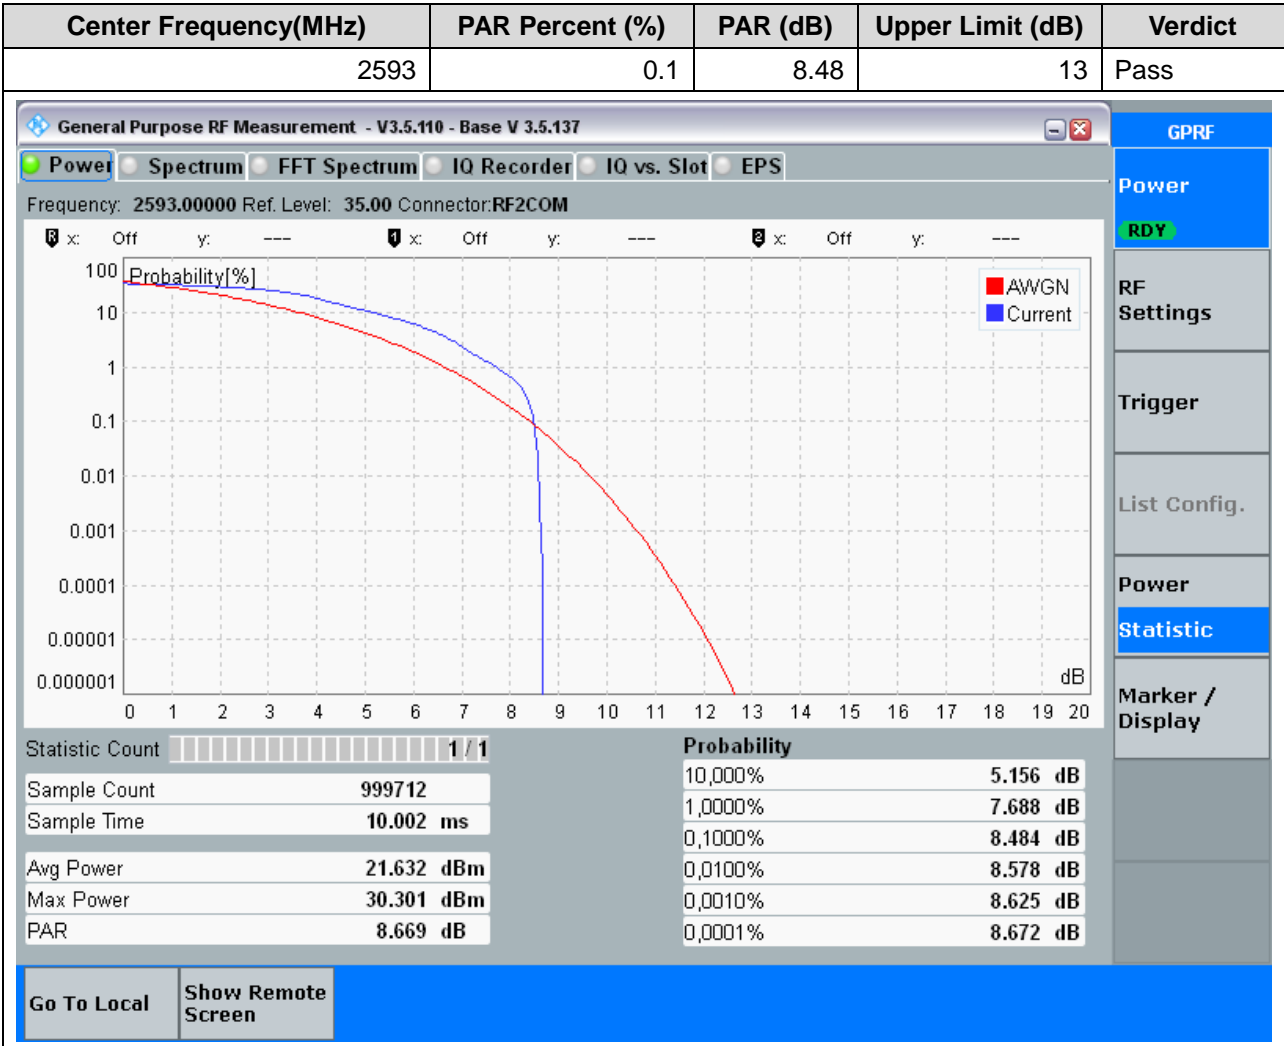 Center Frequency(MHz) PAR Percent (%) PAR (dB) Upper Limit (dB) Verdict
2593 0.1 8.48 13 Pass
General Purpose RF Measurement - V3.5.110 - Base V 3.5.137
GPRF
Power Spectrum FFT Spectrum IQ Recorder IQ vs. Slot EPS
Frequency: 2593.00000 Ref. Level: 35.00 Connector:RF2COM
R x: Off y: --- 1 x: Off y: --- 2 x: Off y: ---
Probability[%]
AWGN
Current
100
10
1
0.1
0.01
0.001
0.0001
0.00001
0.000001
dB
0 1 2 3 4 5 6 7 8 9 10 11 12 13 14 15 16 17 18 19 20
Statistic Count 1 / 1
Sample Count 999712
Sample Time 10.002 ms
Avg Power 21.632 dBm
Max Power 30.301 dBm
PAR 8.669 dB
Probability
10,000% 5.156 dB
1,0000% 7.688 dB
0,1000% 8.484 dB
0,0100% 8.578 dB
0,0010% 8.625 dB
0,0001% 8.672 dB
Power
RDY
RF
Settings
Trigger
List Config.
Power
Statistic
Marker /
Display
Go To Local
Show Remote
Screen